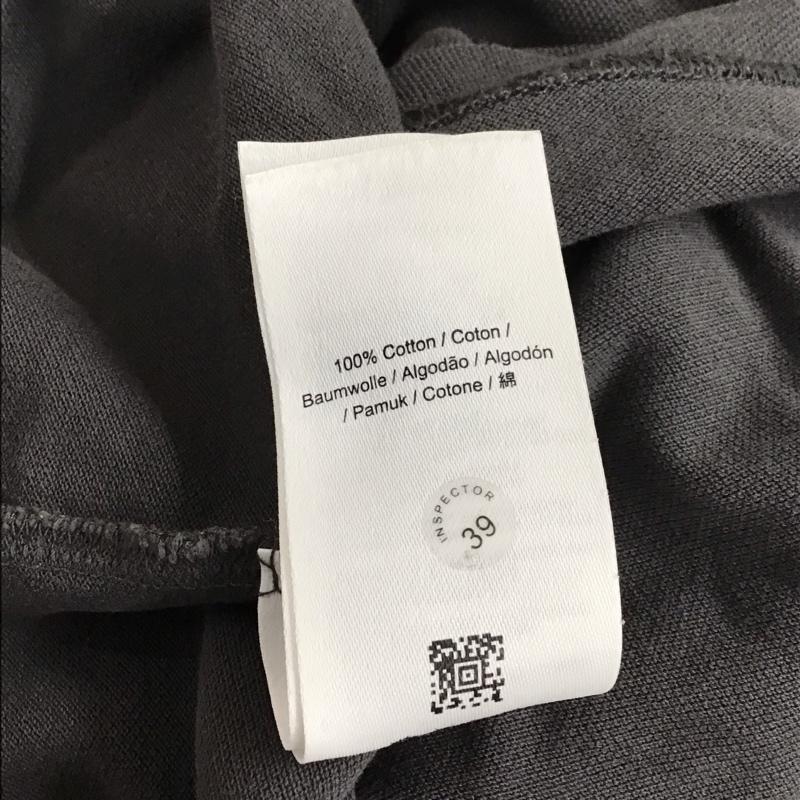 100% Cotton / Coton /
Baumwolle / Algodão / Algodón
/ Pamuk / Cotone / 綿
INSPECTOR
39